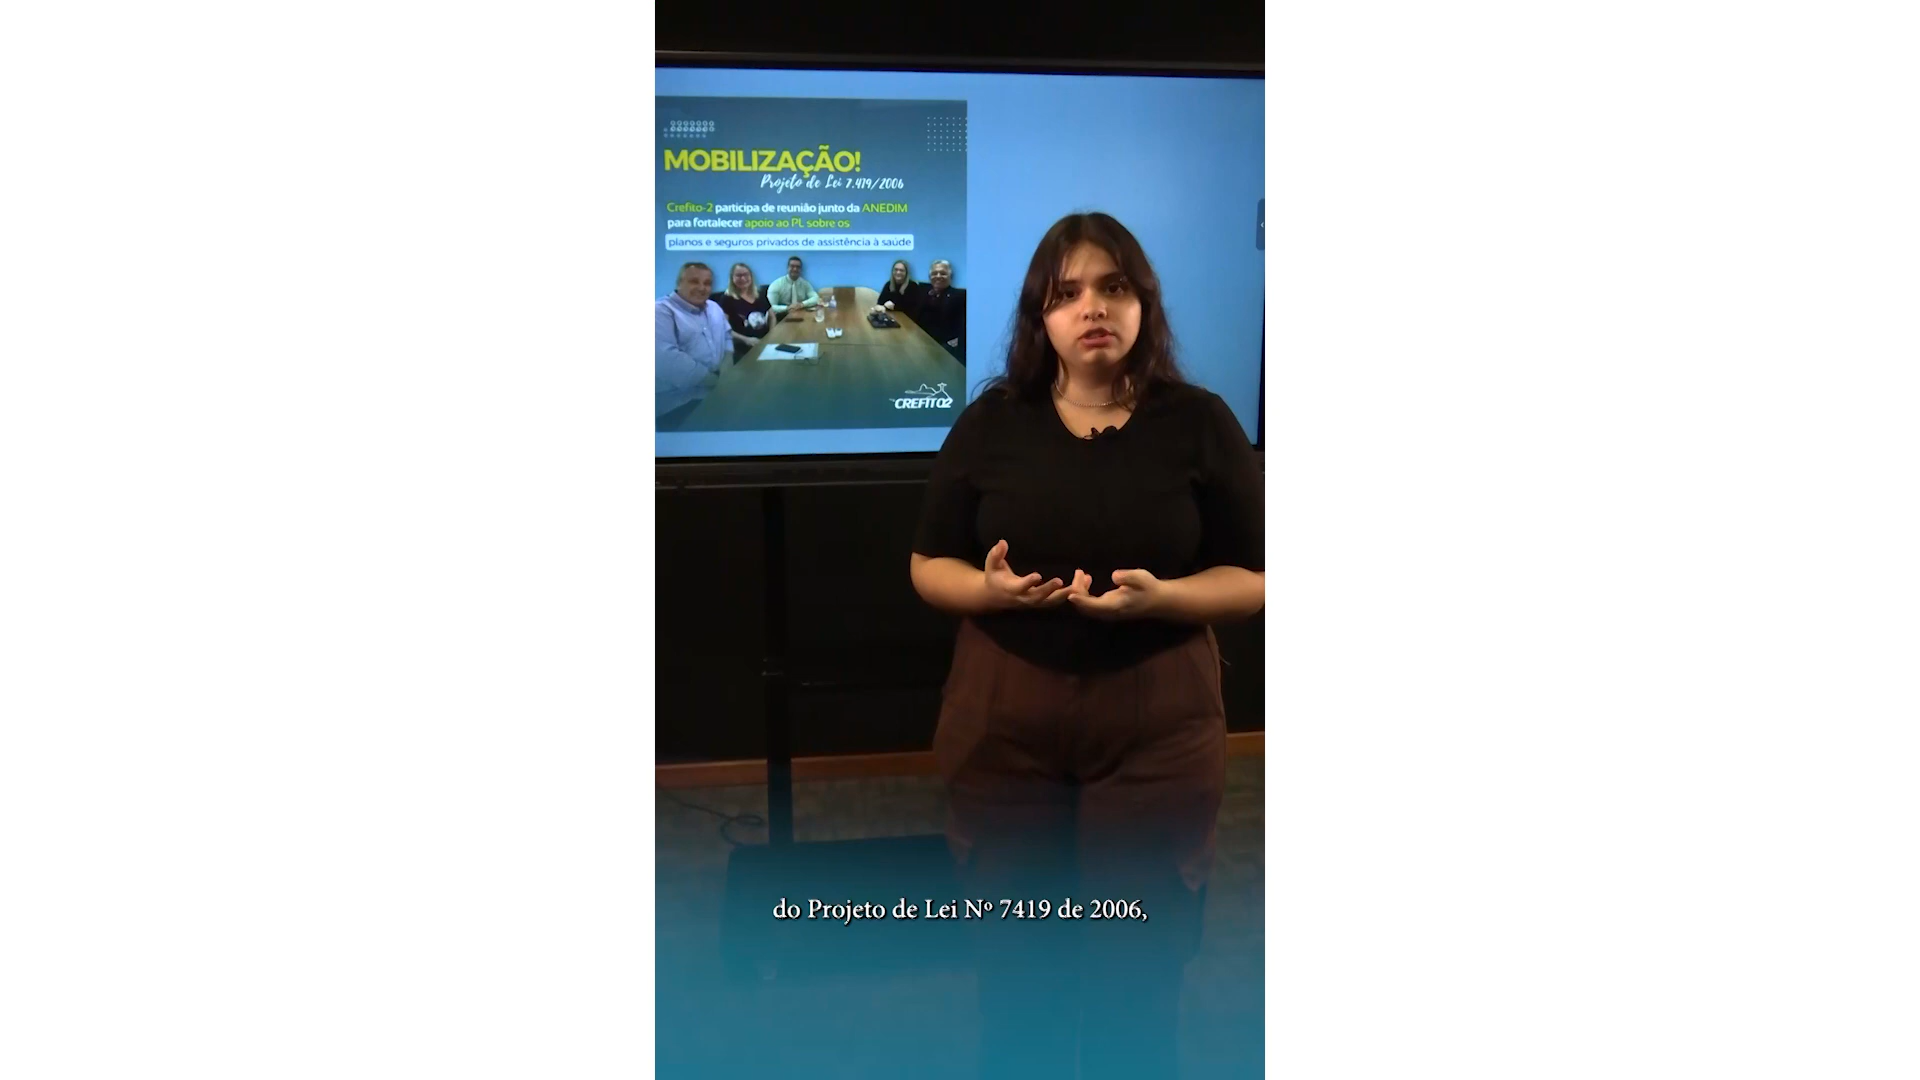 MOBILIZAÇÃO!
Projeto de Lei 7.419/2006
Crefito-2 participa de reunião junto da ANEDIM
para fortalecer apoio ao PL sobre os
planos e seguros privados de assistência à saúde
CREFITO2
do Projeto de Lei Nº 7419 de 2006,